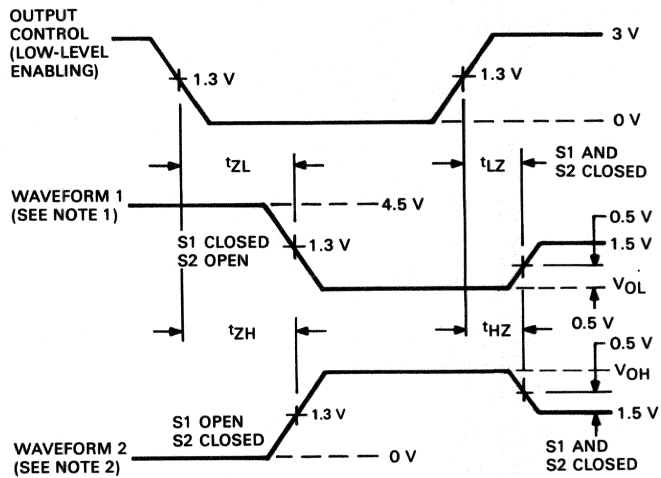 OUTPUT
CONTROL
(LOW-LEVEL
ENABLING)
3 V
1.3 V
1.3 V
0 V
tZL
tLZ
S1 AND
S2 CLOSED
WAVEFORM 1
(SEE NOTE 1)
4.5 V
0.5 V
S1 CLOSED
S2 OPEN
1.3 V
1.5 V
VOL
tZH
tHZ
0.5 V
0.5 V
VOH
S1 OPEN
S2 CLOSED
1.3 V
1.5 V
WAVEFORM 2
(SEE NOTE 2)
0 V
S1 AND
S2 CLOSED